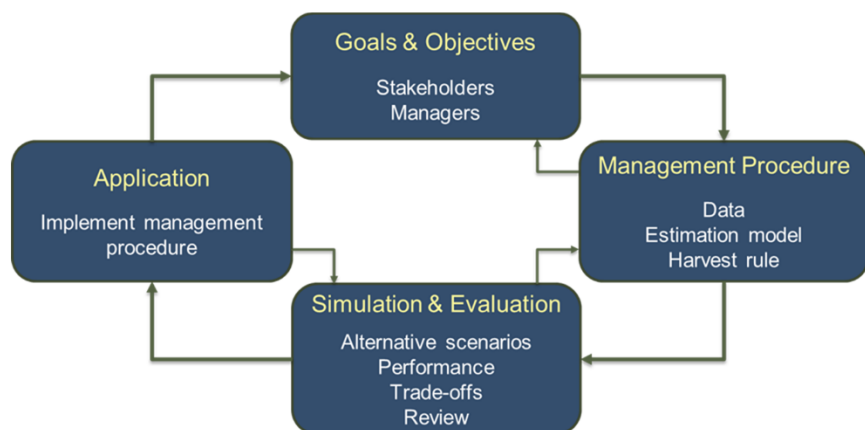 Goals & Objectives
Stakeholders
Managers
Application
Implement management
procedure
Management Procedure
Data
Estimation model
Harvest rule
Simulation & Evaluation
Alternative scenarios
Performance
Trade-offs
Review